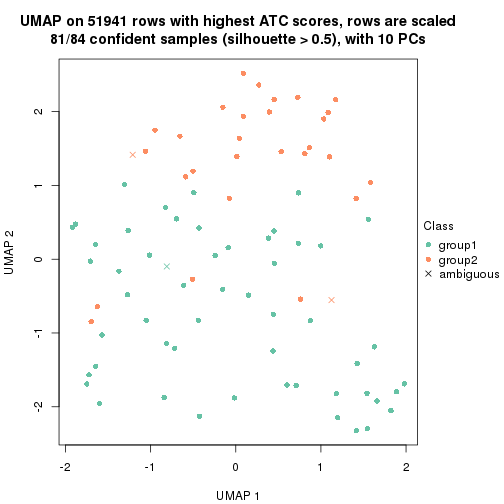 UMAP on 51941 rows with highest ATC scores, rows are scaled
81/84 confident samples (silhouette > 0.5), with 10 PCs
UMAP 2
2
1
0
-1
-2
-2
-1
0
1
2
UMAP 1
Class
group1
group2
ambiguous